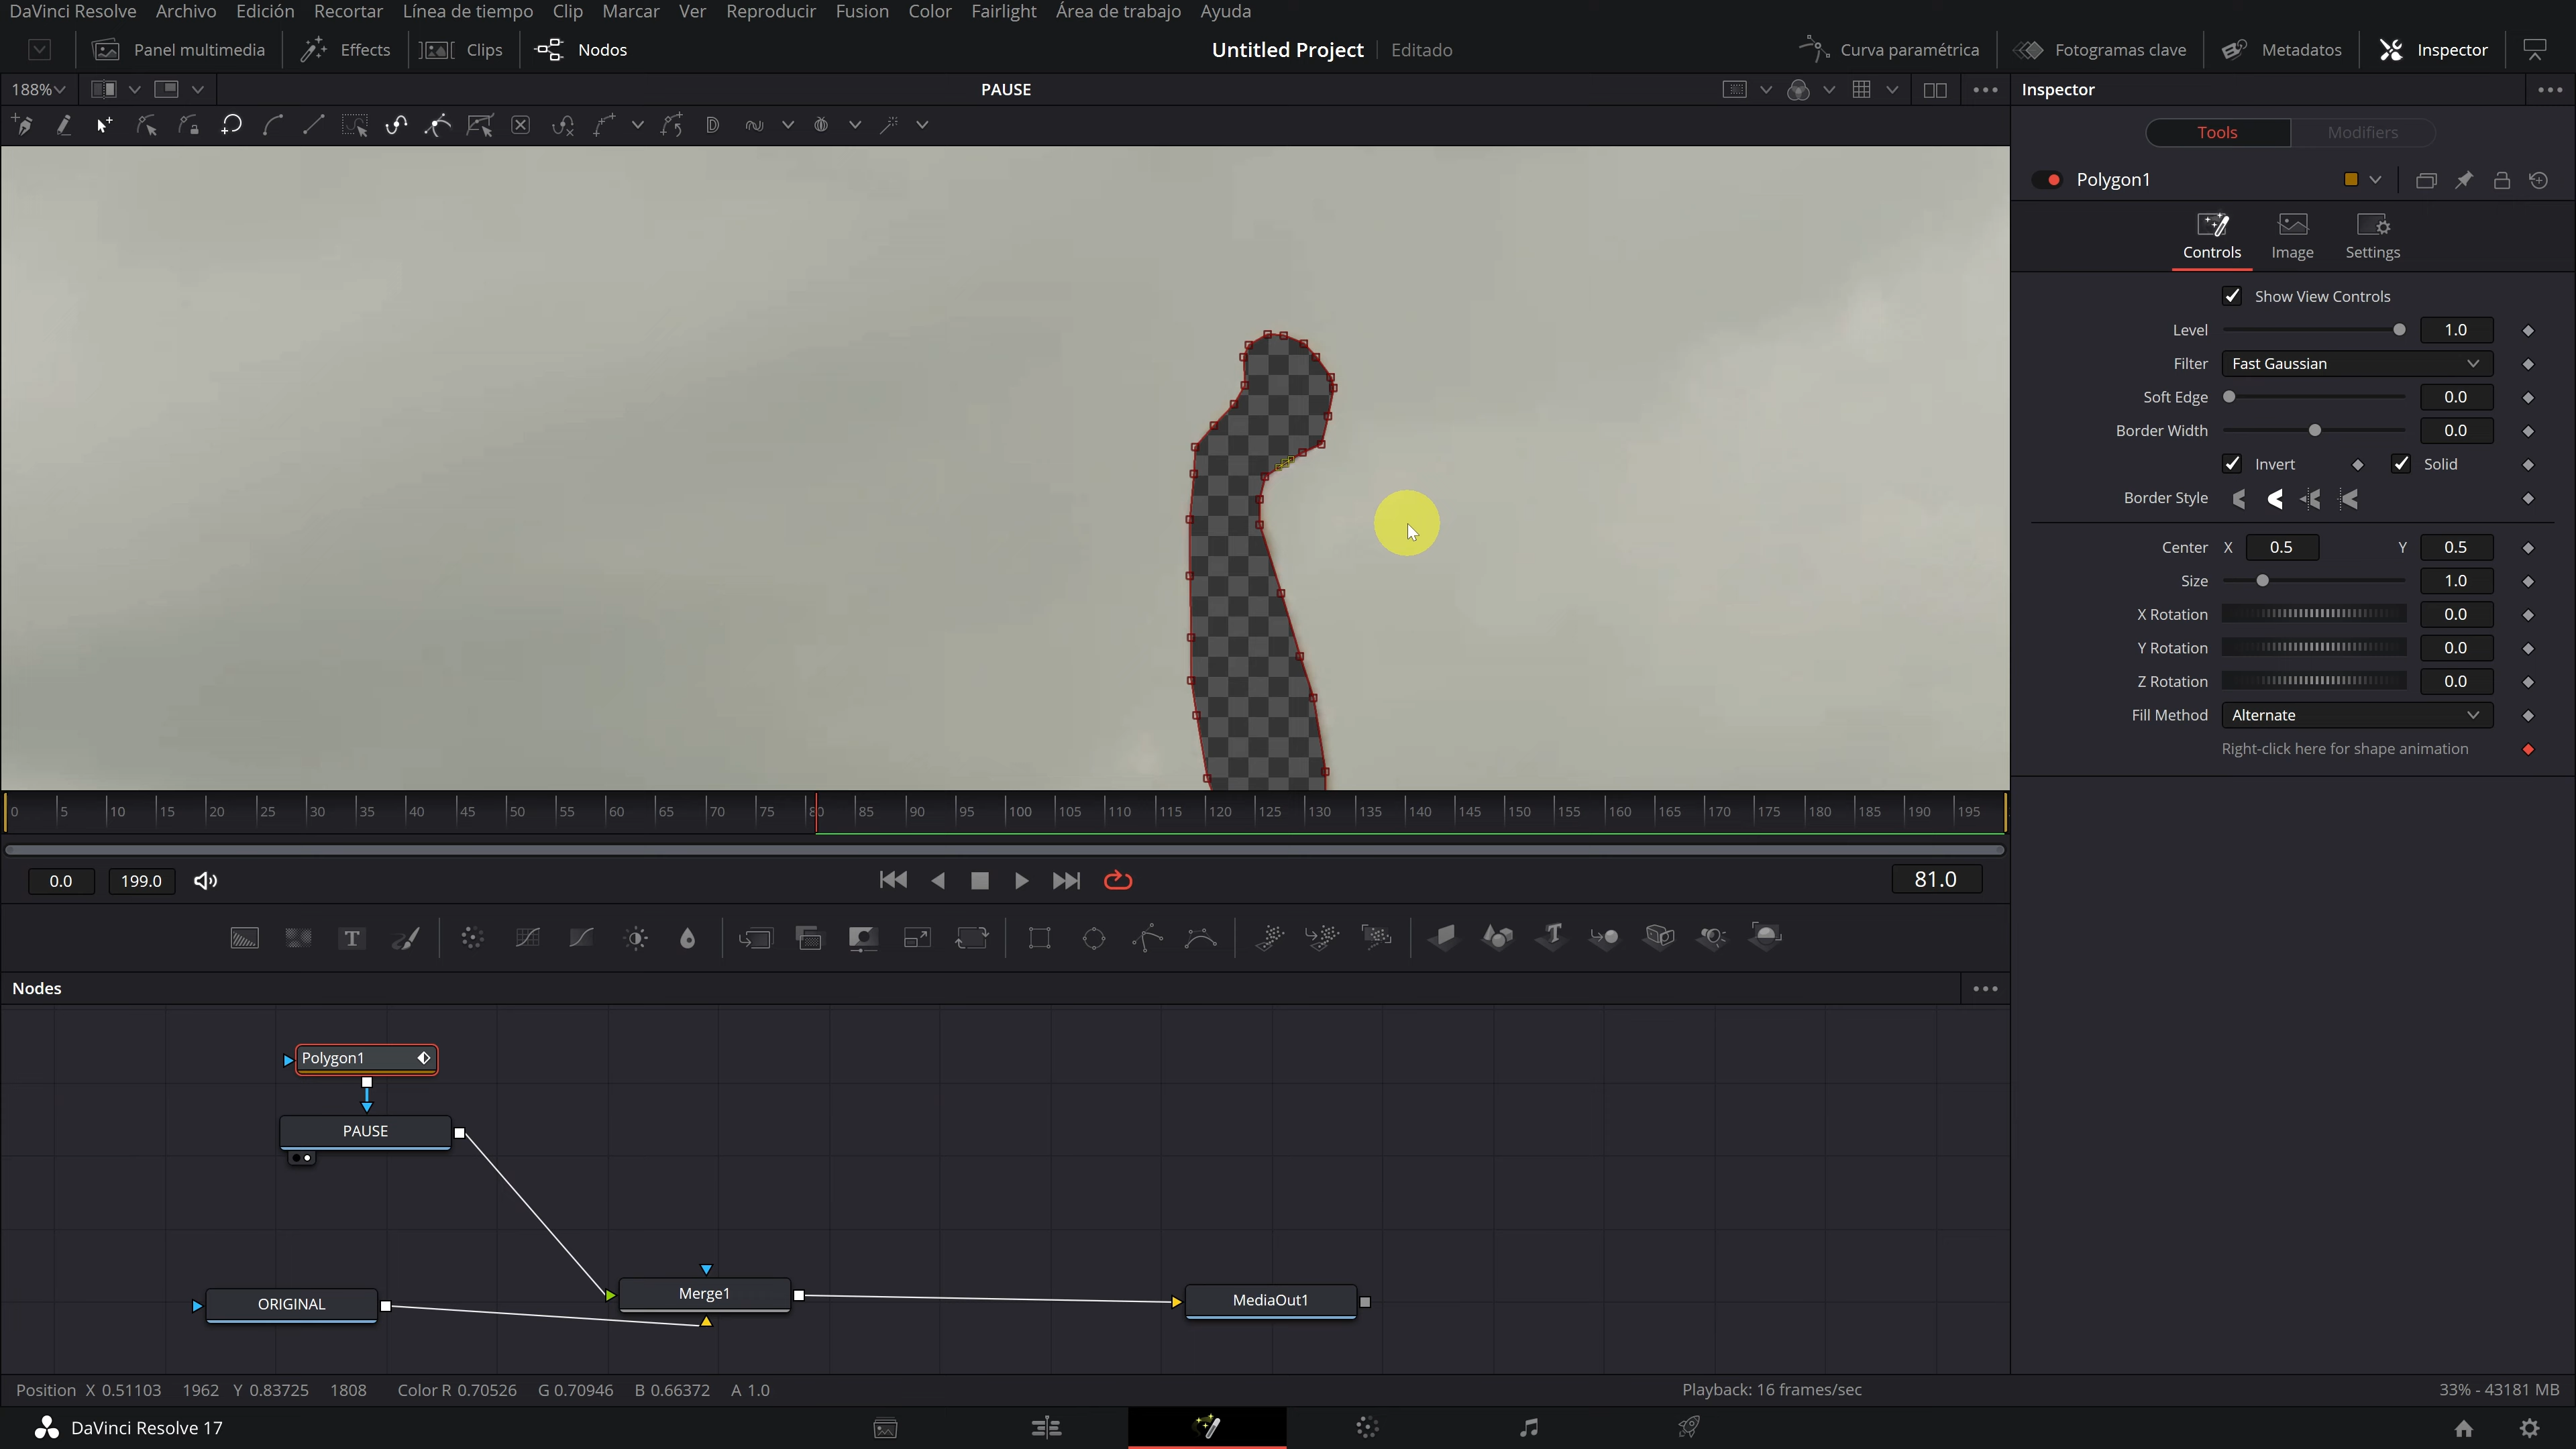 DaVinci Resolve Archivo Edición Recortar Línea de tiempo Clip Marcar Ver Reproducir Fusion Color Fairlight Área de trabajo Ayuda
Panel multimedia Effects Clips Nodos Untitled Project Editado Curva paramétrica Fotogramas clave Metadatos Inspector
188% PAUSE Inspector
Tools Modifiers
Polygon1
Controls Image Settings
Show View Controls
Level 1.0
Filter Fast Gaussian
Soft Edge 0.0
Border Width 0.0
Invert Solid
Border Style
Center X 0.5 Y 0.5
Size 1.0
X Rotation 0.0
Y Rotation 0.0
Z Rotation 0.0
Fill Method Alternate
Right-click here for shape animation
0 5 10 15 20 25 30 35 40 45 50 55 60 65 70 75 80 85 90 95 100 105 110 115 120 125 130 135 140 145 150 155 160 165 170 175 180 185 190 195
0.0 199.0 81.0
Nodes
Polygon1
PAUSE
ORIGINAL Merge1 MediaOut1
Position X 0.51103 1962 Y 0.83725 1808 Color R 0.70526 G 0.70946 B 0.66372 A 1.0 Playback: 16 frames/sec 33% - 43181 MB
DaVinci Resolve 17